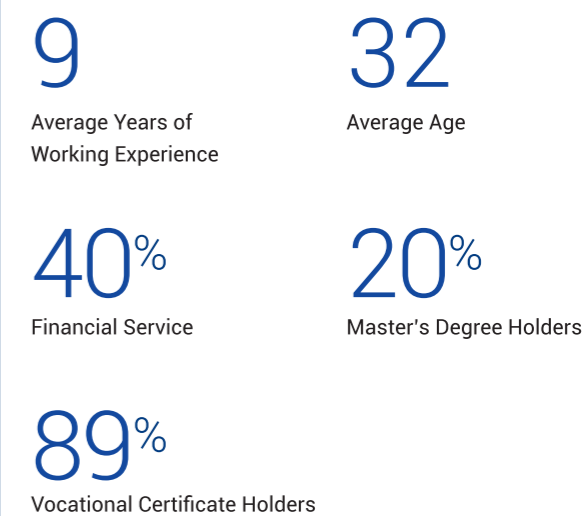 9
32
Average Years of
Working Experience
Average Age
40%
20%
Financial Service
Master's Degree Holders
89%
Vocational Certificate Holders